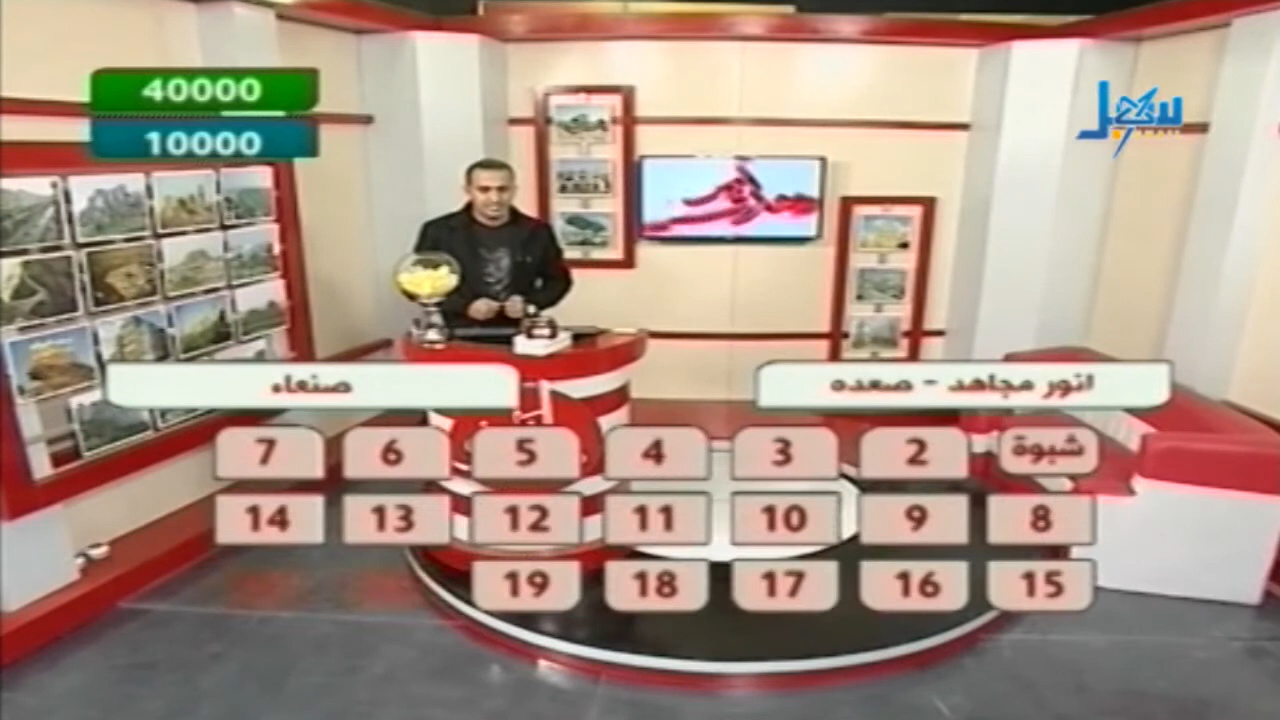 40000
10000
سهيل
انور مجاهد - صعده
صنعاء
شبوة 2 3 4 5 6 7
8 9 10 11 12 13 14
15 16 17 18 19